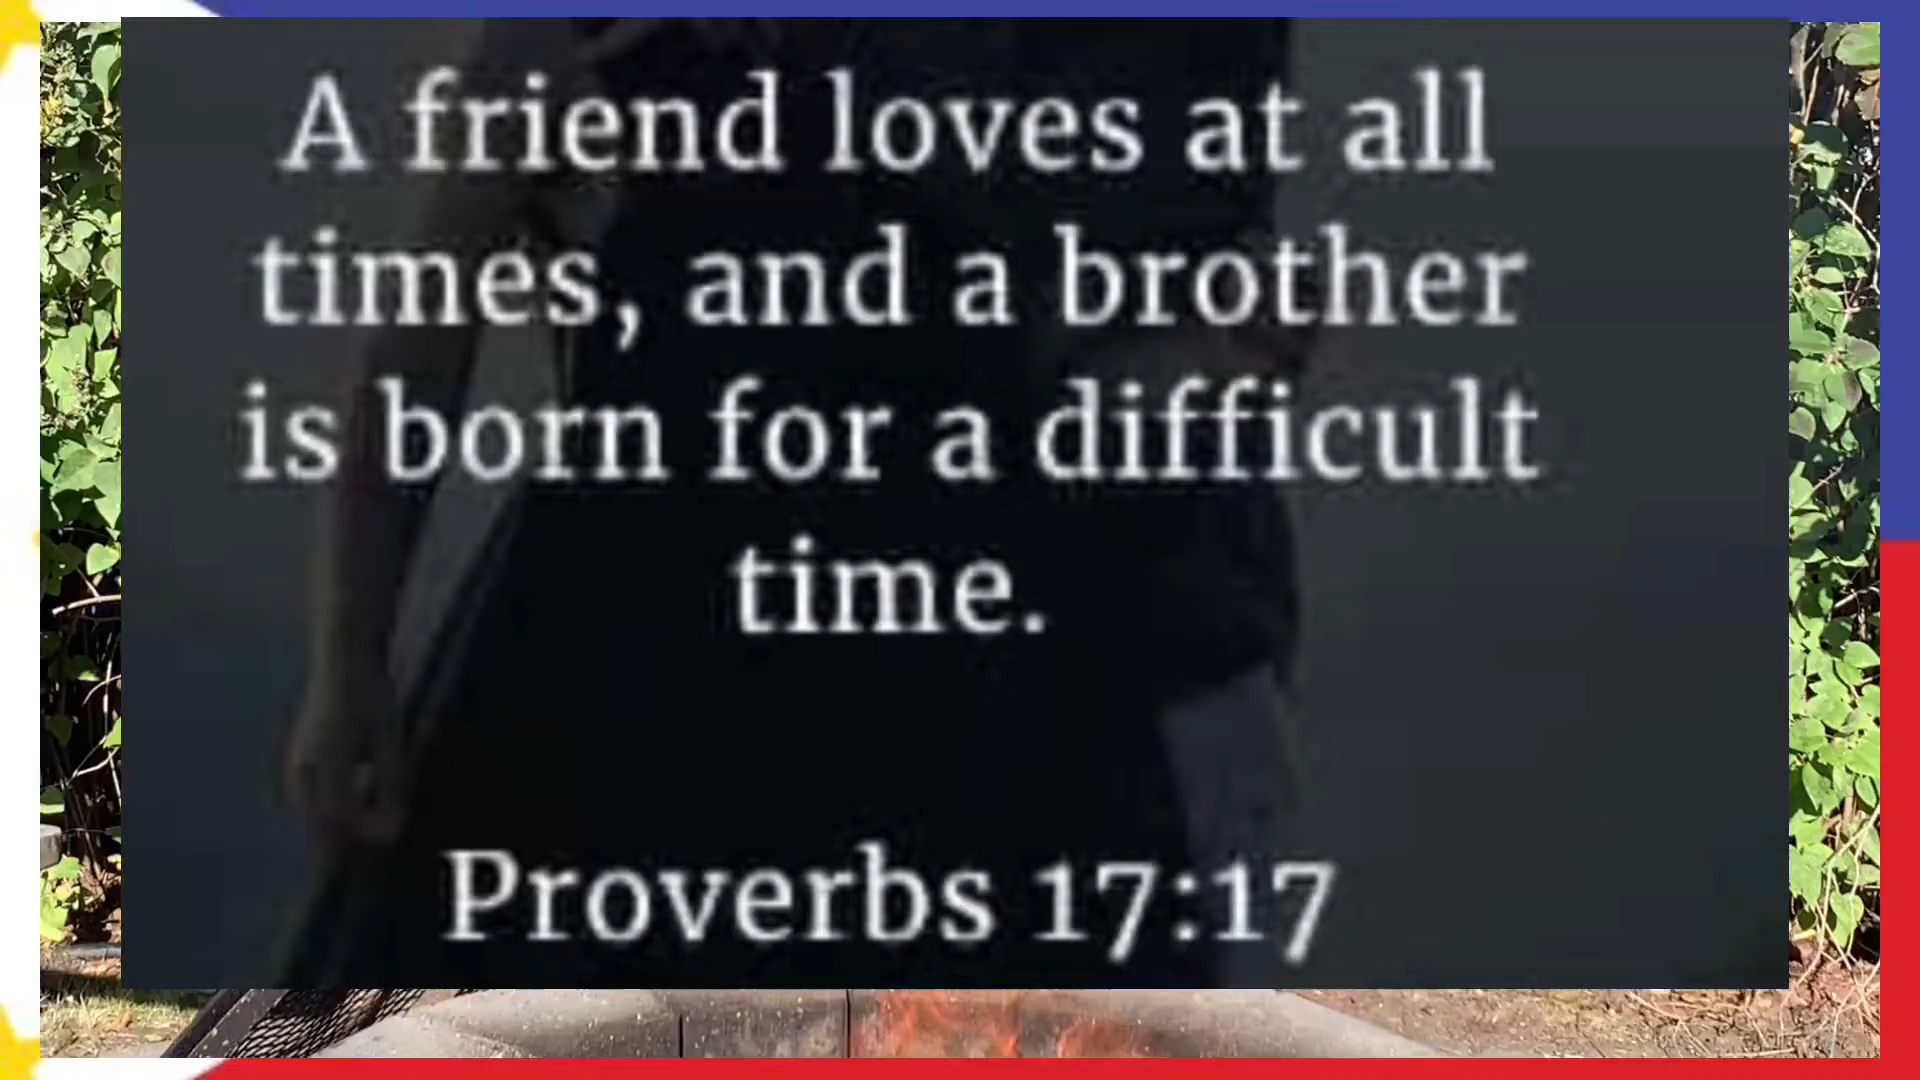 A friend loves at all
times, and a brother
is born for a difficult
time.
Proverbs 17:17